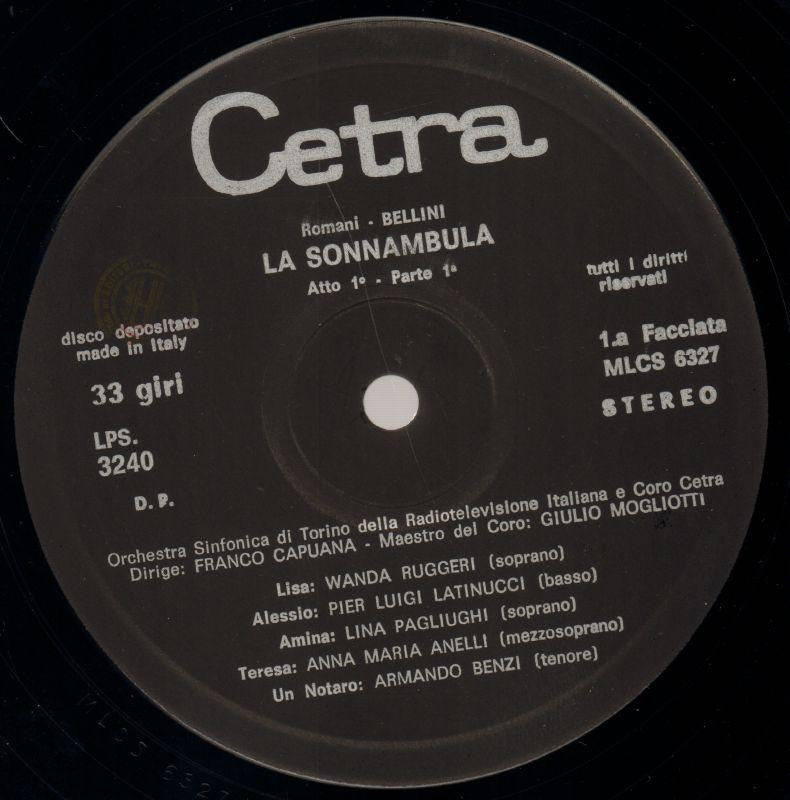 Cetra
Romani - BELLINI
LA SONNAMBULA
Atto 1º - Parte 1ª
disco depositato
made in Italy
33 giri
LPS.
3240
D. P.
tutti i diritti
riservati
1.a Facciata
MLCS 6327
STEREO
Orchestra Sinfonica di Torino della Radiotelevisione Italiana e Coro Cetra
Dirige: FRANCO CAPUANA - Maestro del Coro: GIULIO MOGLIOTTI
Lisa: WANDA RUGGERI (soprano)
Alessio: PIER LUIGI LATINUCCI (basso)
Amina: LINA PAGLIUGHI (soprano)
Teresa: ANNA MARIA ANELLI (mezzosoprano)
Un Notaro: ARMANDO BENZI (tenore)
MLCS 6327